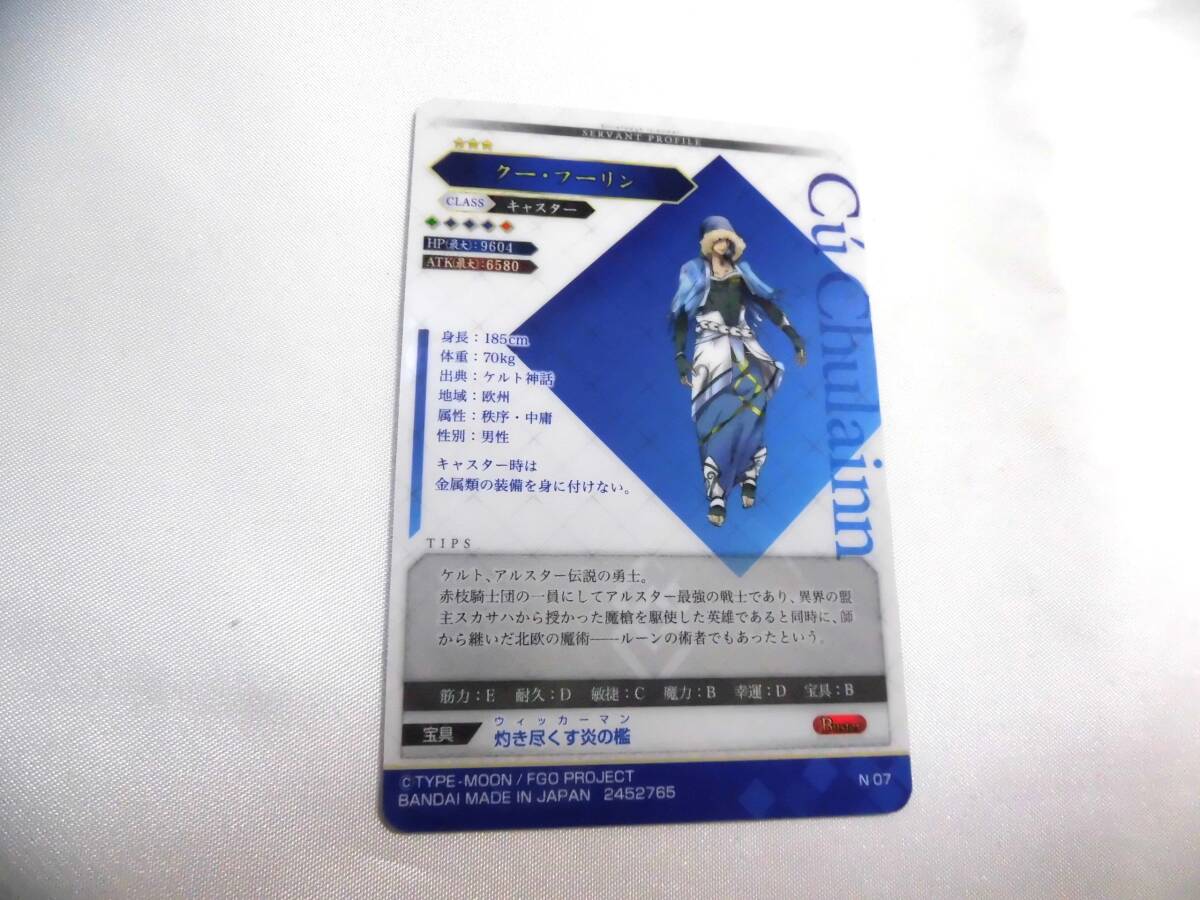 SERVANT PROFILE
クー・フーリン
CLASS キャスター
HP(最大):9604
ATK(最大):6580
Cú Chulainn
身長:185cm
体重:70kg
出典:ケルト神話
地域:欧州
属性:秩序・中庸
性別:男性
キャスター時は
金属類の装備を身に付けない。
TIPS
ケルト、アルスター伝説の勇士。
赤枝騎士団の一員にしてアルスター最強の戦士であり、異界の盟
主スカサハから授かった魔槍を駆使した英雄であると同時に、師
から継いだ北欧の魔術――ルーンの術者でもあったという。
筋力:E 耐久:D 敏捷:C 魔力:B 幸運:D 宝具:B
ウィッカーマン
宝具 灼き尽くす炎の檻
Buster
©TYPE-MOON / FGO PROJECT
BANDAI MADE IN JAPAN 2452765
N 07